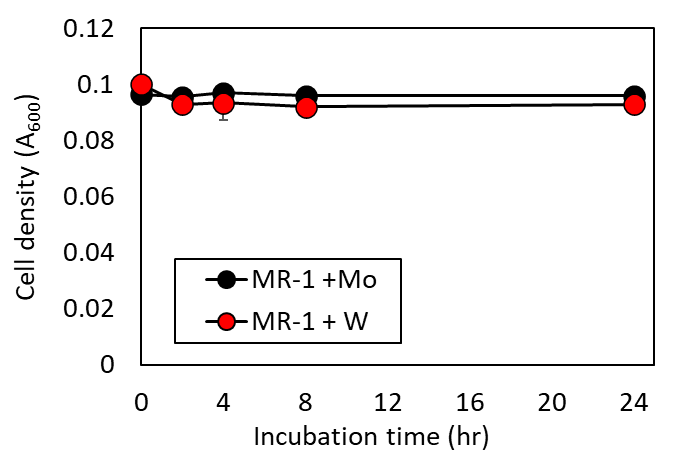 0.12
0.1
0.08
0.06
0.04
0.02
0
Cell density (A600)
MR-1 +Mo
MR-1 + W
0 4 8 12 16 20 24
Incubation time (hr)